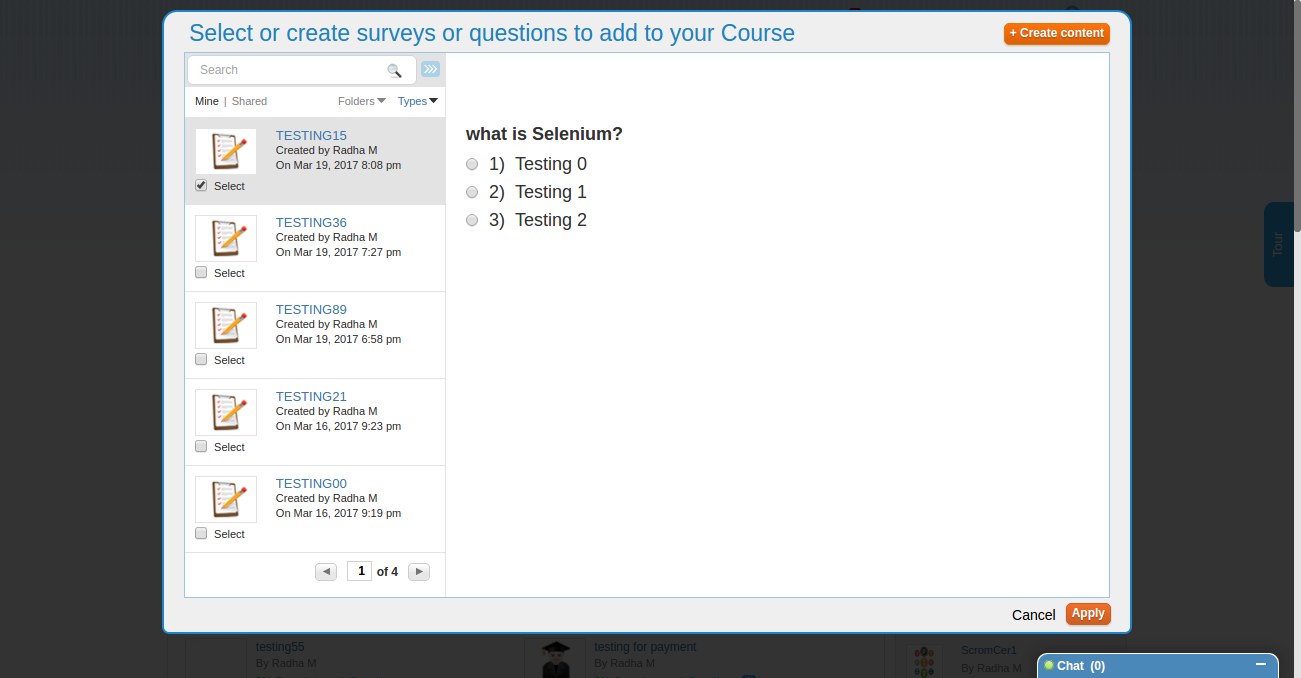 Select or create surveys or questions to add to your Course
+ Create content
Search
Mine | Shared
Folders
Types
TESTING15
Created by Radha M
On Mar 19, 2017 8:08 pm
Select
TESTING36
Created by Radha M
On Mar 19, 2017 7:27 pm
Select
TESTING89
Created by Radha M
On Mar 19, 2017 6:58 pm
Select
TESTING21
Created by Radha M
On Mar 16, 2017 9:23 pm
Select
TESTING00
Created by Radha M
On Mar 16, 2017 9:19 pm
Select
1 of 4
what is Selenium?
1) Testing 0
2) Testing 1
3) Testing 2
Tour
Cancel
Apply
testing55
By Radha M
testing for payment
By Radha M
ScromCer1
By Radha M
Chat (0)